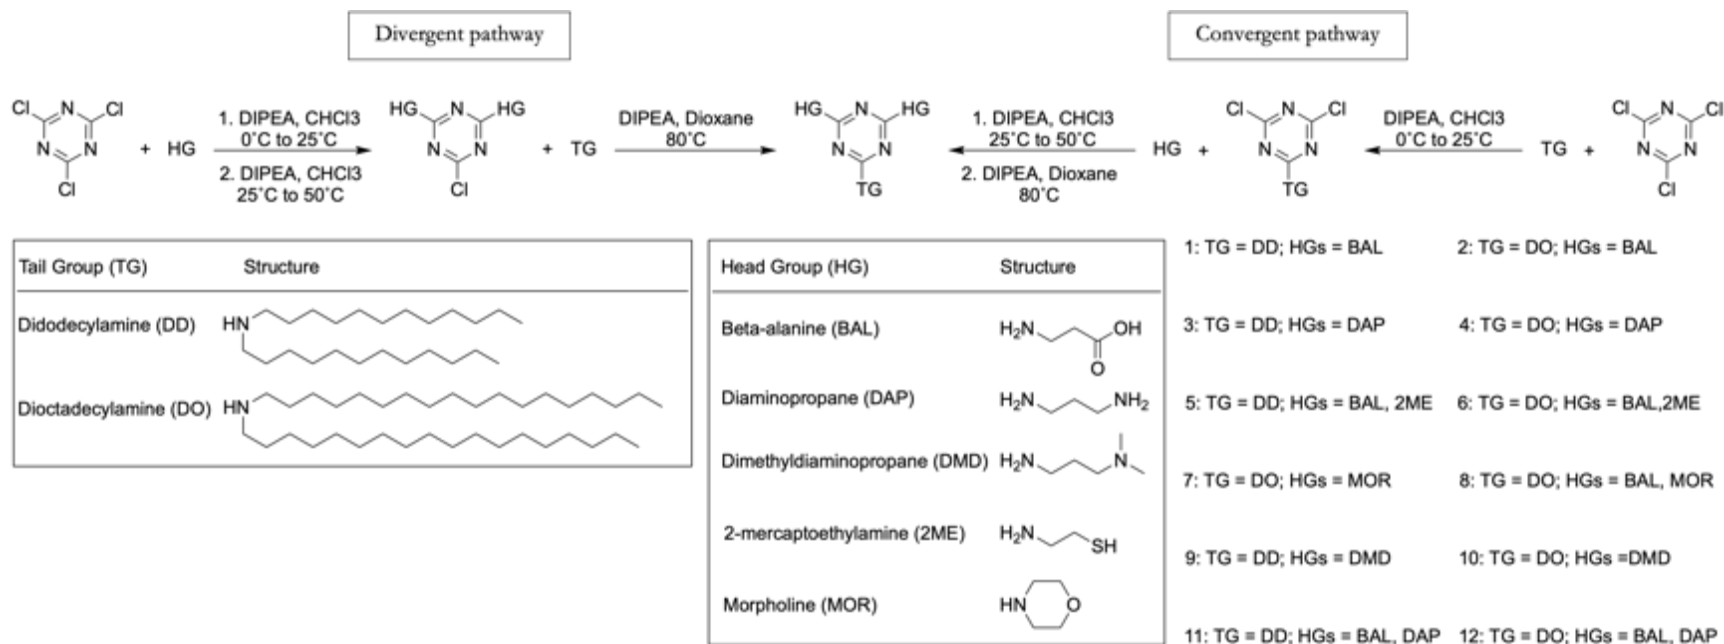 Divergent pathway
Convergent pathway
Cl N Cl
N N
Cl
+ HG
1. DIPEA, CHCl3
0˚C to 25˚C
2. DIPEA, CHCl3
25˚C to 50˚C
HG N HG
N N
Cl
+ TG
DIPEA, Dioxane
80˚C
HG N HG
N N
TG
1. DIPEA, CHCl3
25˚C to 50˚C
2. DIPEA, Dioxane
80˚C
HG +
Cl N Cl
N N
TG
DIPEA, CHCl3
0˚C to 25˚C
TG +
Cl N Cl
N N
Cl
Tail Group (TG) Structure
Didodecylamine (DD) HN
Dioctadecylamine (DO) HN
Head Group (HG) Structure
Beta-alanine (BAL) H2N OH
O
Diaminopropane (DAP) H2N NH2
Dimethyldiaminopropane (DMD) H2N N
2-mercaptoethylamine (2ME) H2N SH
Morpholine (MOR) HN O
1: TG = DD; HGs = BAL 2: TG = DO; HGs = BAL
3: TG = DD; HGs = DAP 4: TG = DO; HGs = DAP
5: TG = DD; HGs = BAL, 2ME 6: TG = DO; HGs = BAL,2ME
7: TG = DO; HGs = MOR 8: TG = DO; HGs = BAL, MOR
9: TG = DD; HGs = DMD 10: TG = DO; HGs =DMD
11: TG = DD; HGs = BAL, DAP 12: TG = DO; HGs = BAL, DAP